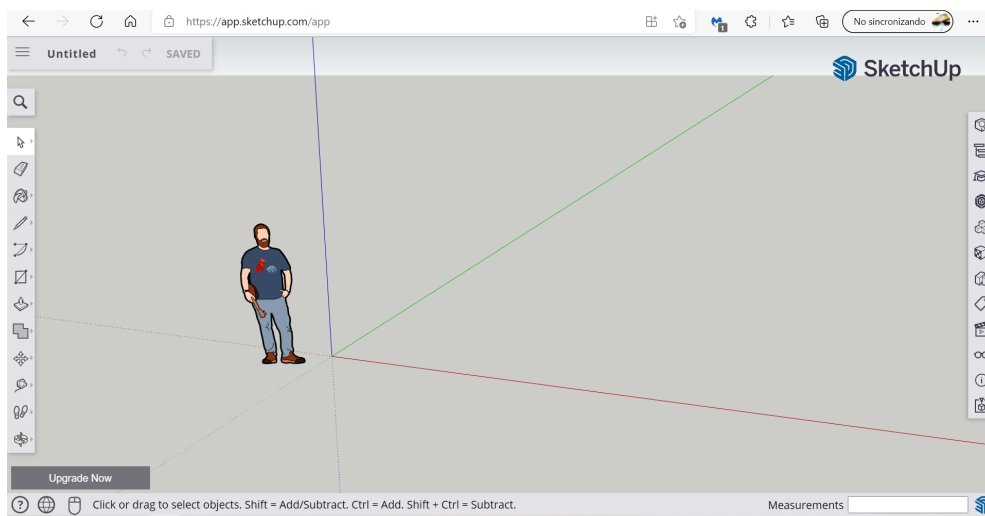 https://app.sketchup.com/app
1
No sincronizando
Untitled
SAVED
SketchUp
Upgrade Now
? Click or drag to select objects. Shift = Add/Subtract. Ctrl = Add. Shift + Ctrl = Subtract.
Measurements